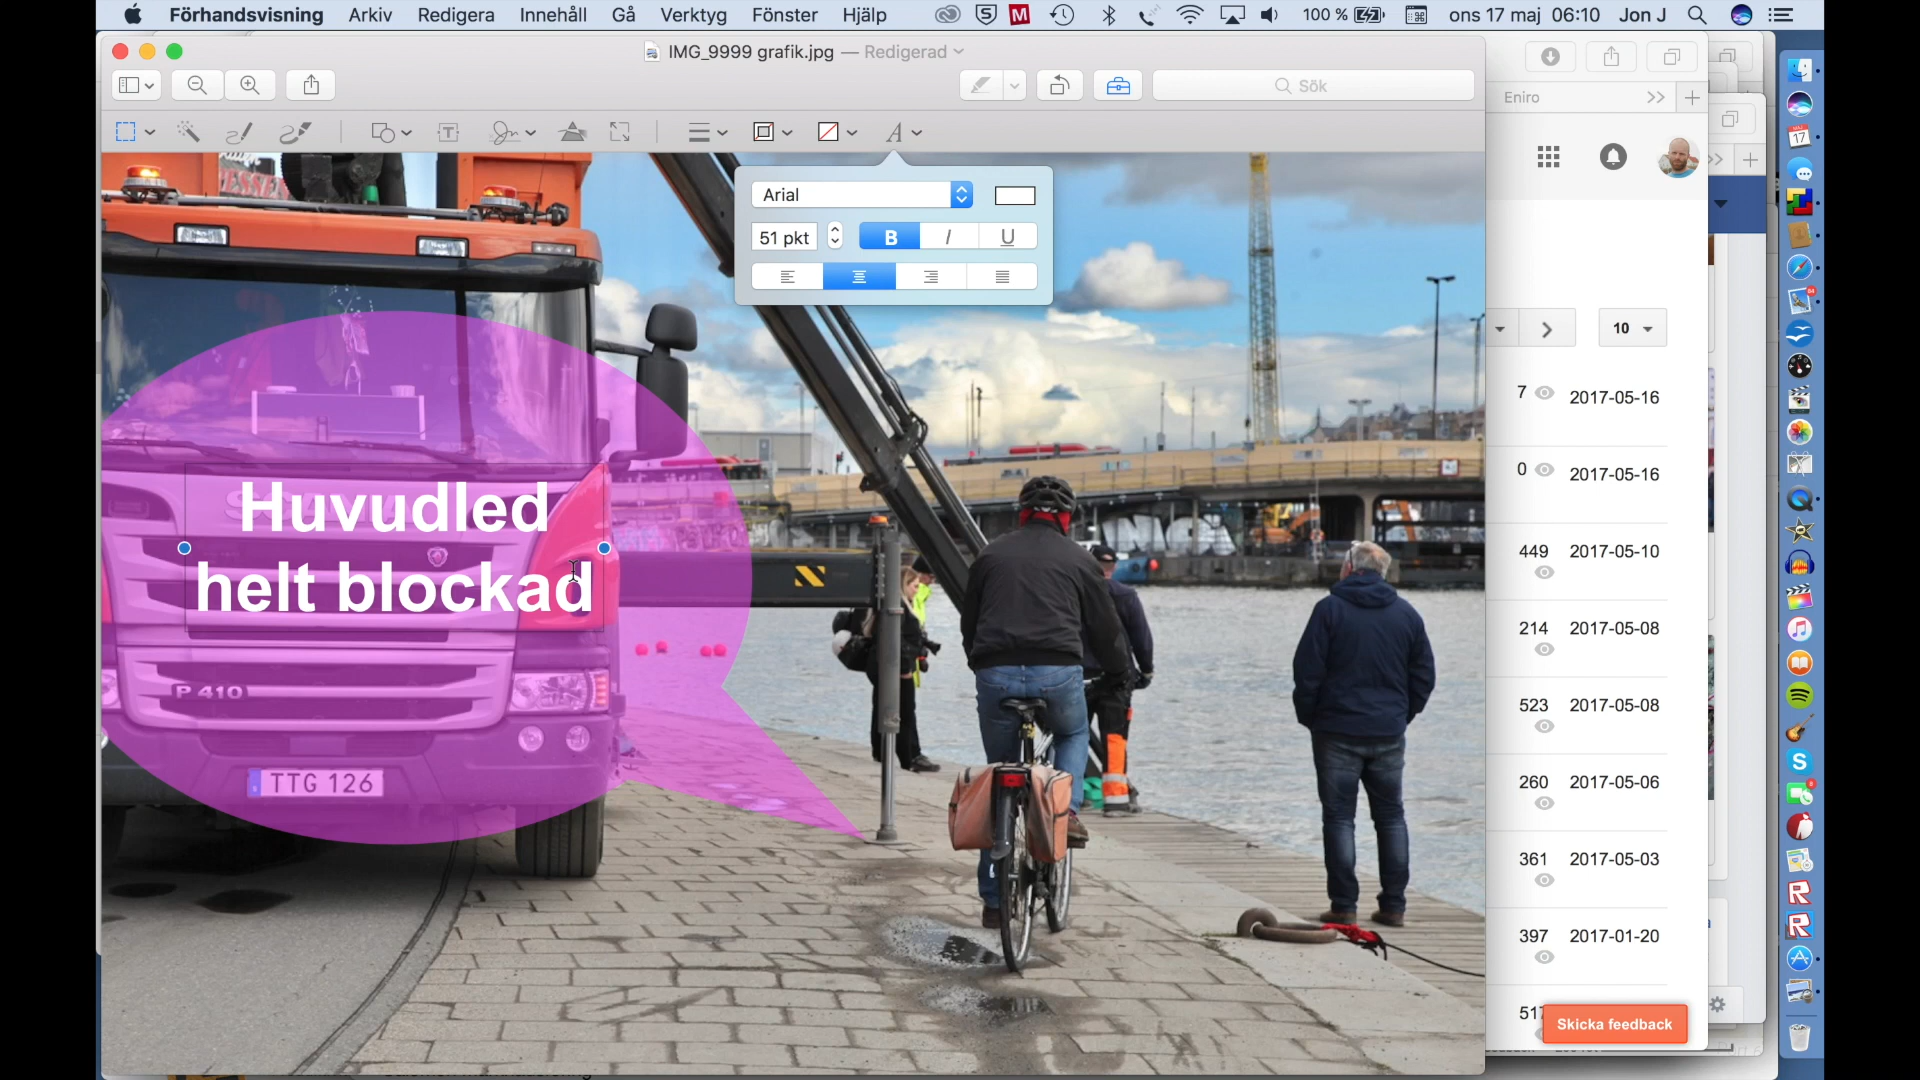 Förhandsvisning Arkiv Redigera Innehåll Gå Verktyg Fönster Hjälp 100 % ons 17 maj 06:10 Jon J
IMG_9999 grafik.jpg — Redigerad
Sök
Eniro
Arial
51 pkt B I U
10
7 2017-05-16
0 2017-05-16
449 2017-05-10
214 2017-05-08
523 2017-05-08
260 2017-05-06
361 2017-05-03
397 2017-01-20
Huvudled
helt blockad
P 410
TTG 126
Skicka feedback